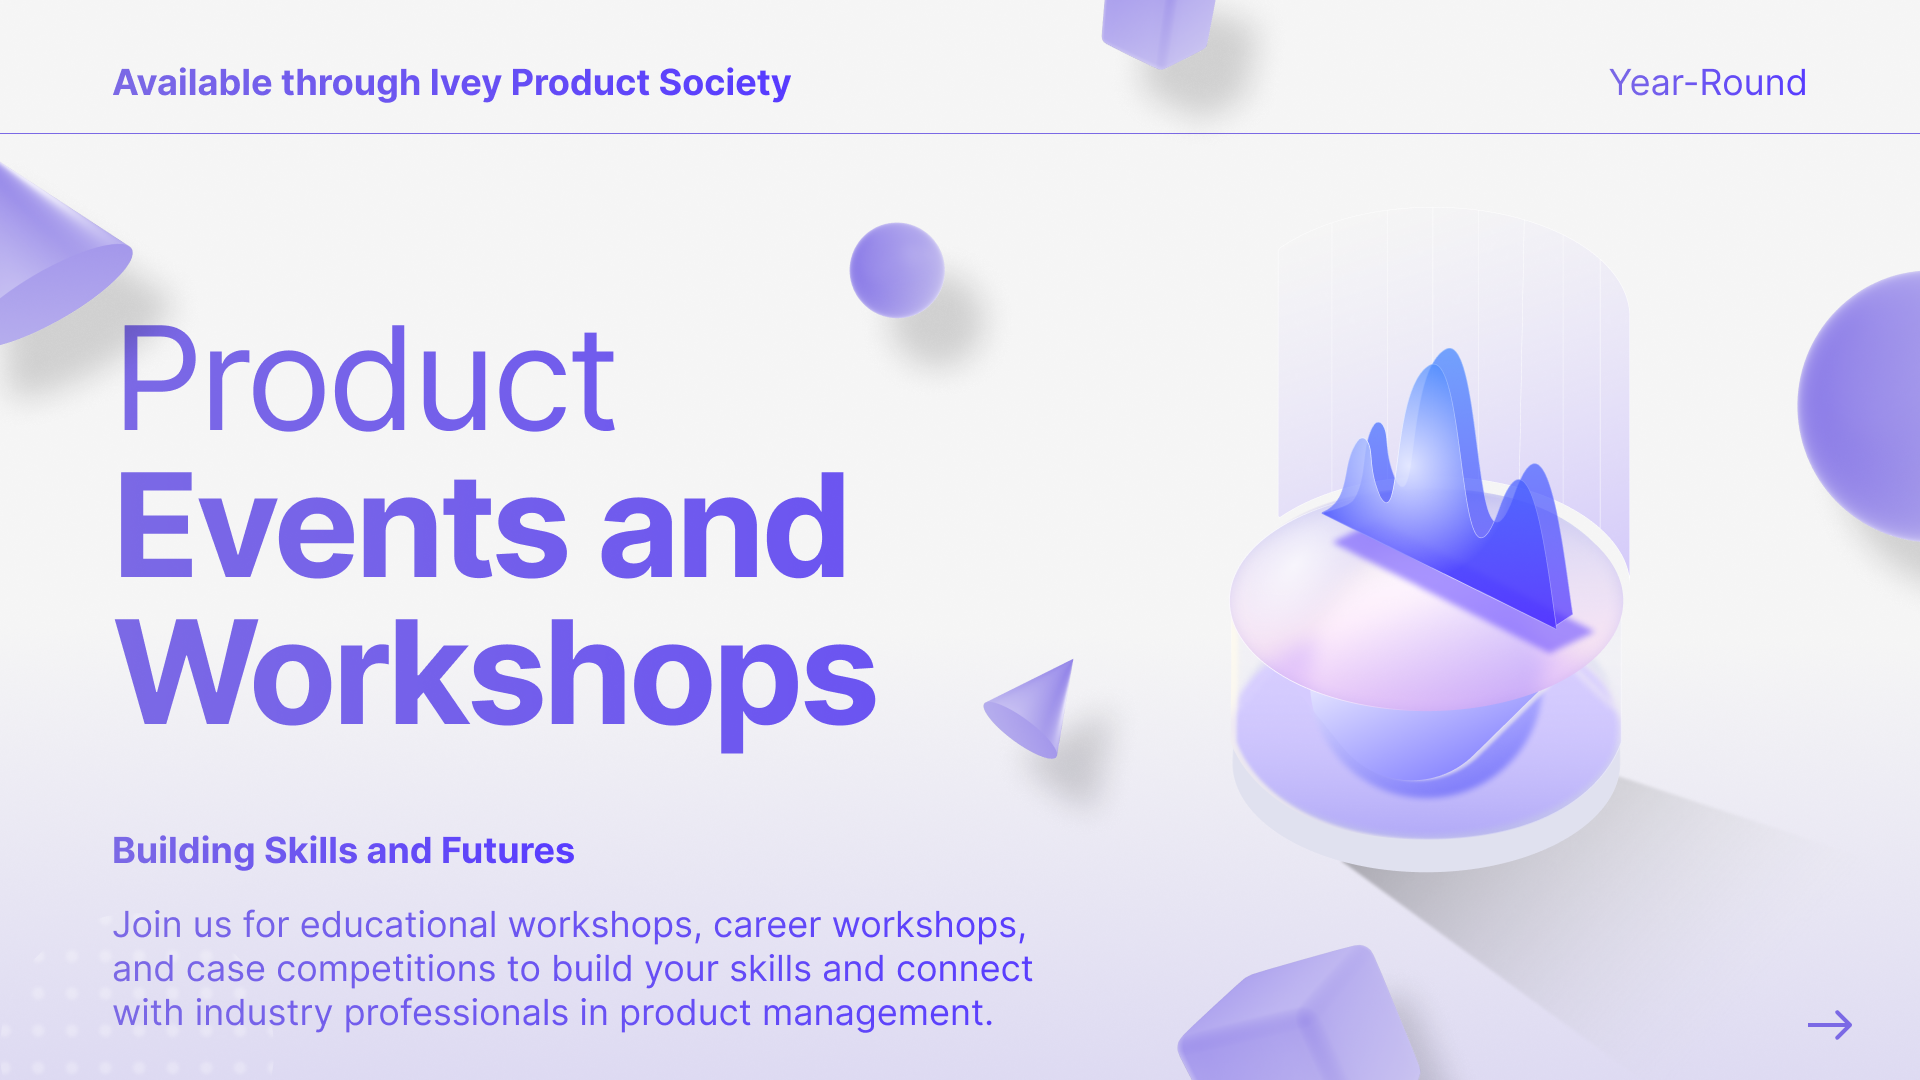 Available through Ivey Product Society
Year-Round
Product
Events and
Workshops
Building Skills and Futures
Join us for educational workshops, career workshops,
and case competitions to build your skills and connect
with industry professionals in product management.